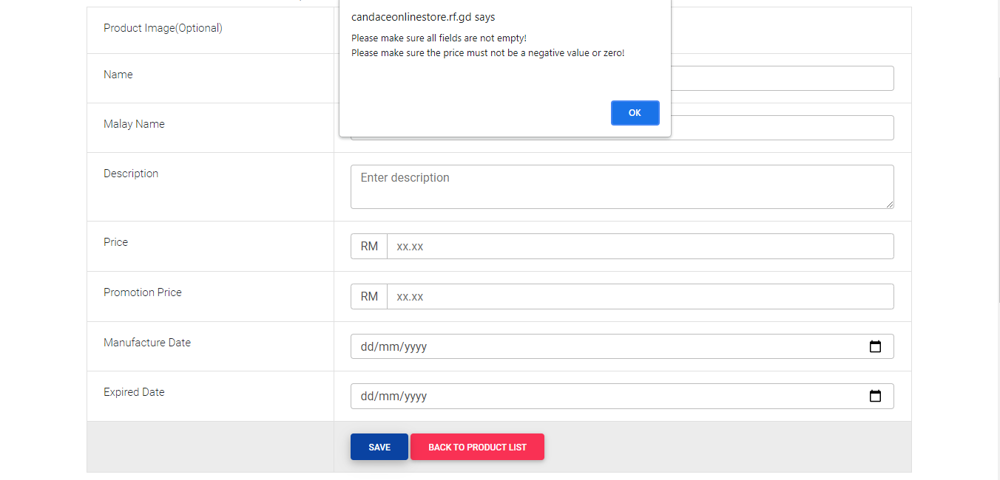 candaceonlinestore.rf.gd says
Please make sure all fields are not empty!
Please make sure the price must not be a negative value or zero!
OK
Product Image(Optional)
Name
Malay Name
Description
Enter description
Price
RM xx.xx
Promotion Price
RM xx.xx
Manufacture Date
dd/mm/yyyy
Expired Date
dd/mm/yyyy
SAVE BACK TO PRODUCT LIST